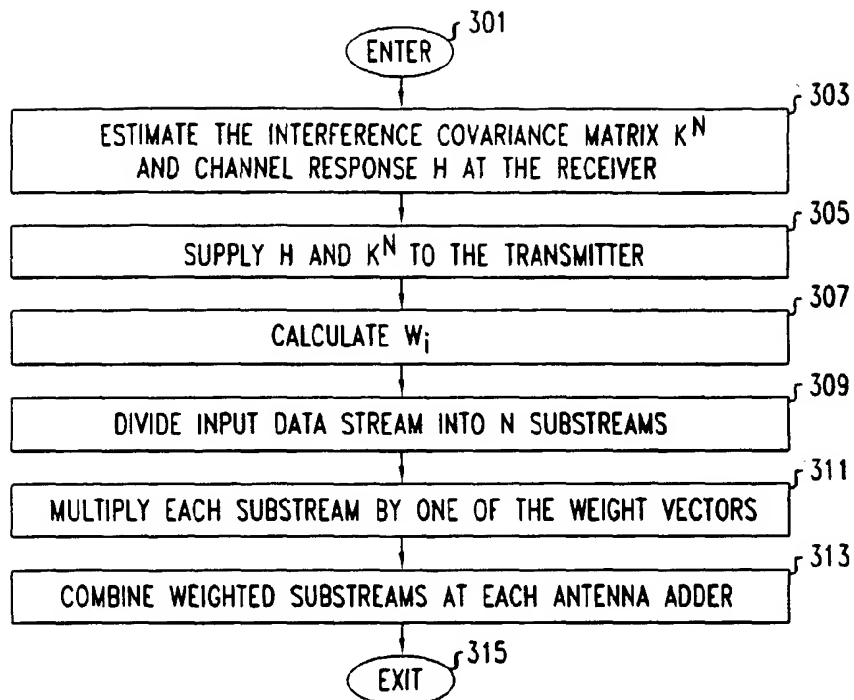 301
ENTER
303
ESTIMATE THE INTERFERENCE COVARIANCE MATRIX K^N
AND CHANNEL RESPONSE H AT THE RECEIVER
305
SUPPLY H AND K^N TO THE TRANSMITTER
307
CALCULATE W_i
309
DIVIDE INPUT DATA STREAM INTO N SUBSTREAMS
311
MULTIPLY EACH SUBSTREAM BY ONE OF THE WEIGHT VECTORS
313
COMBINE WEIGHTED SUBSTREAMS AT EACH ANTENNA ADDER
315
EXIT